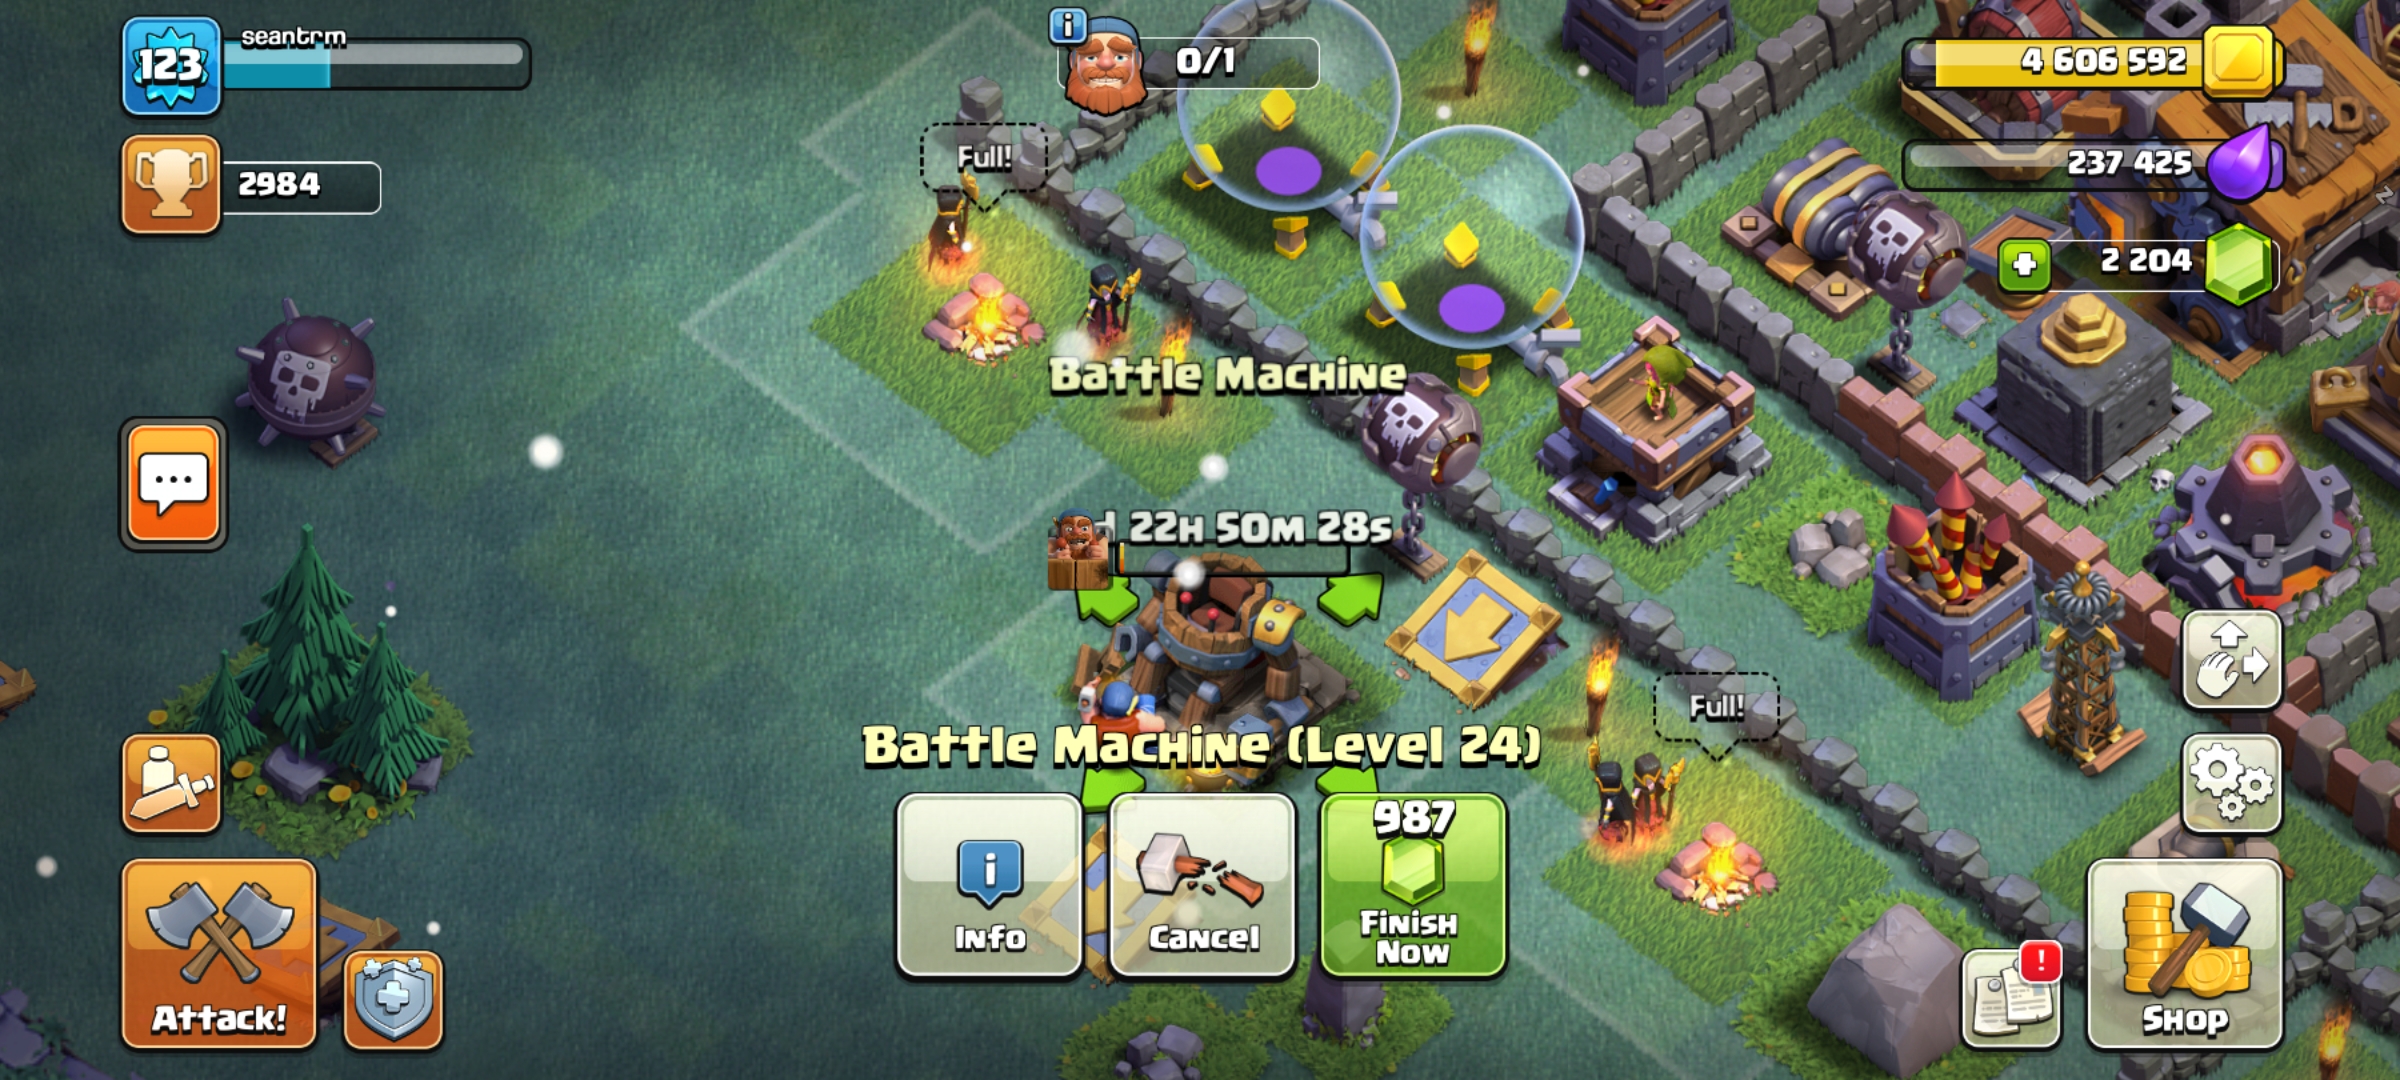 seantrm
123
0/1
4 606 592
Full!
237 425
2984
2 204
Battle Machine
22h 50m 28s
Full!
Battle Machine (Level 24)
987
Info
Cancel
Finish
Now
Attack!
!
Shop